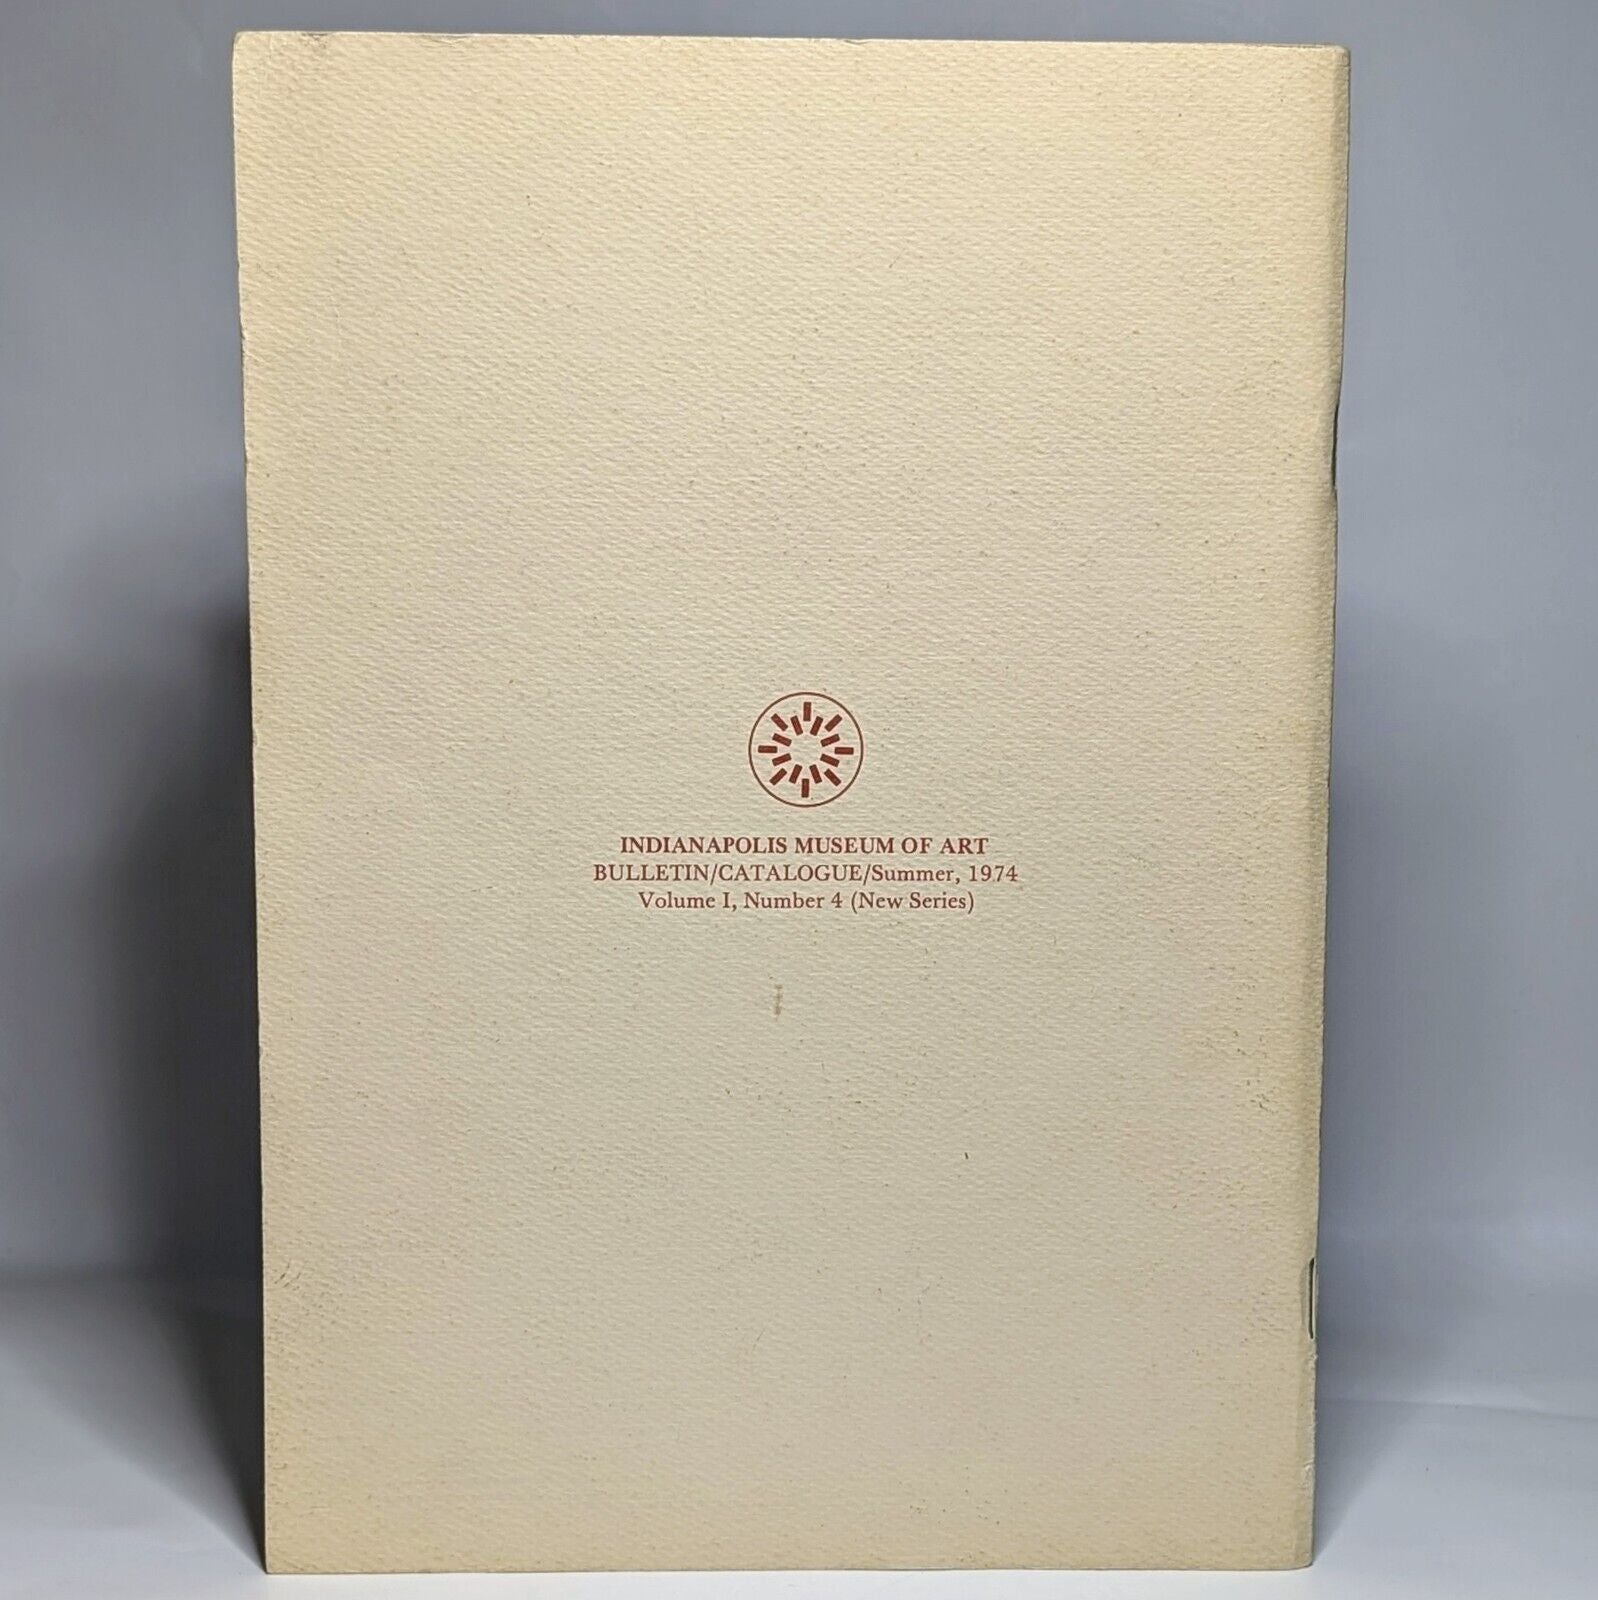 INDIANAPOLIS MUSEUM OF ART
BULLETIN/CATALOGUE/Summer, 1974
Volume I, Number 4 (New Series)